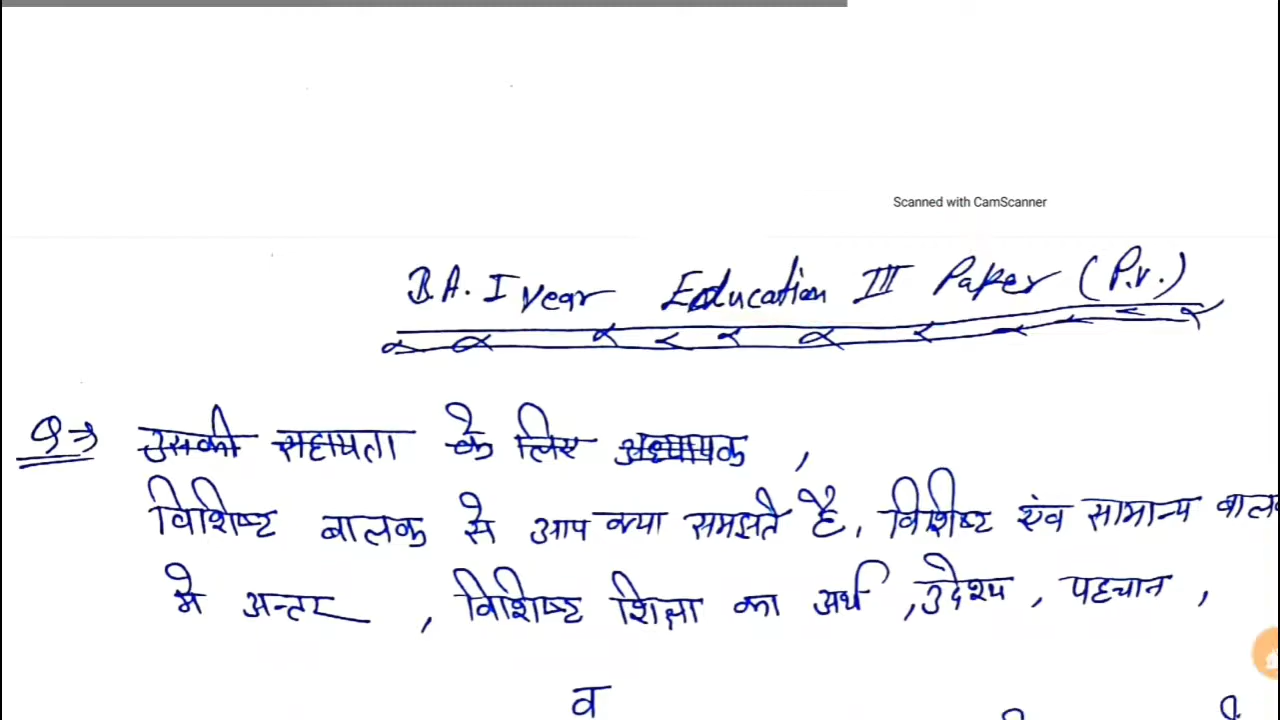 Scanned with CamScanner
B.A. I year Education III Paper (P.V.)
Q→ उसकी सहायता के लिए अध्यापक ,
विशिष्ट बालक से आप क्या समझते है, विशिष्ट एंव सामान्य बालक
मे अन्तर , विशिष्ट शिक्षा का अर्थ , उदेश्य , पहचान ,
व